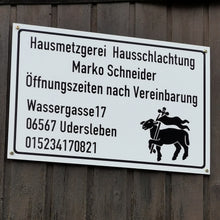 Hausmetzgerei Hausschlachtung
Marko Schneider
Öffnungszeiten nach Vereinbarung
Wassergasse17
06567 Udersleben
015234170821